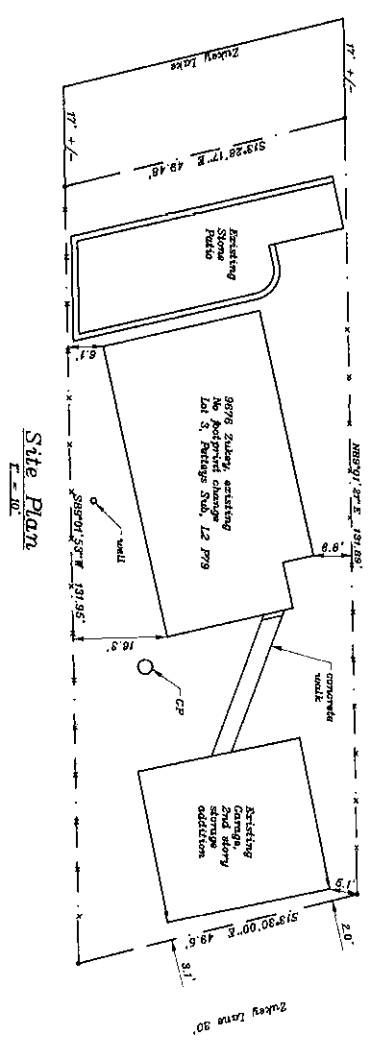 Zukey Lake
17' +/-
17' +/-
S13°28'17"E 49.48'
Existing
Stone
Patio
6.1'
9676 Zukey, existing
No footprint change
Lot 3, Petteys Sub, L2 P79
N89°01'27"E 131.89'
9.8'
well
S89°01'53"W 131.95'
16.3'
CP
concrete
walk
Existing
Garage,
2nd story
storage
addition
5.1'
2.0'
S13°30'00"E 49.6'
3.1'
Zukey Lane 30'
Site Plan
1" = 10'